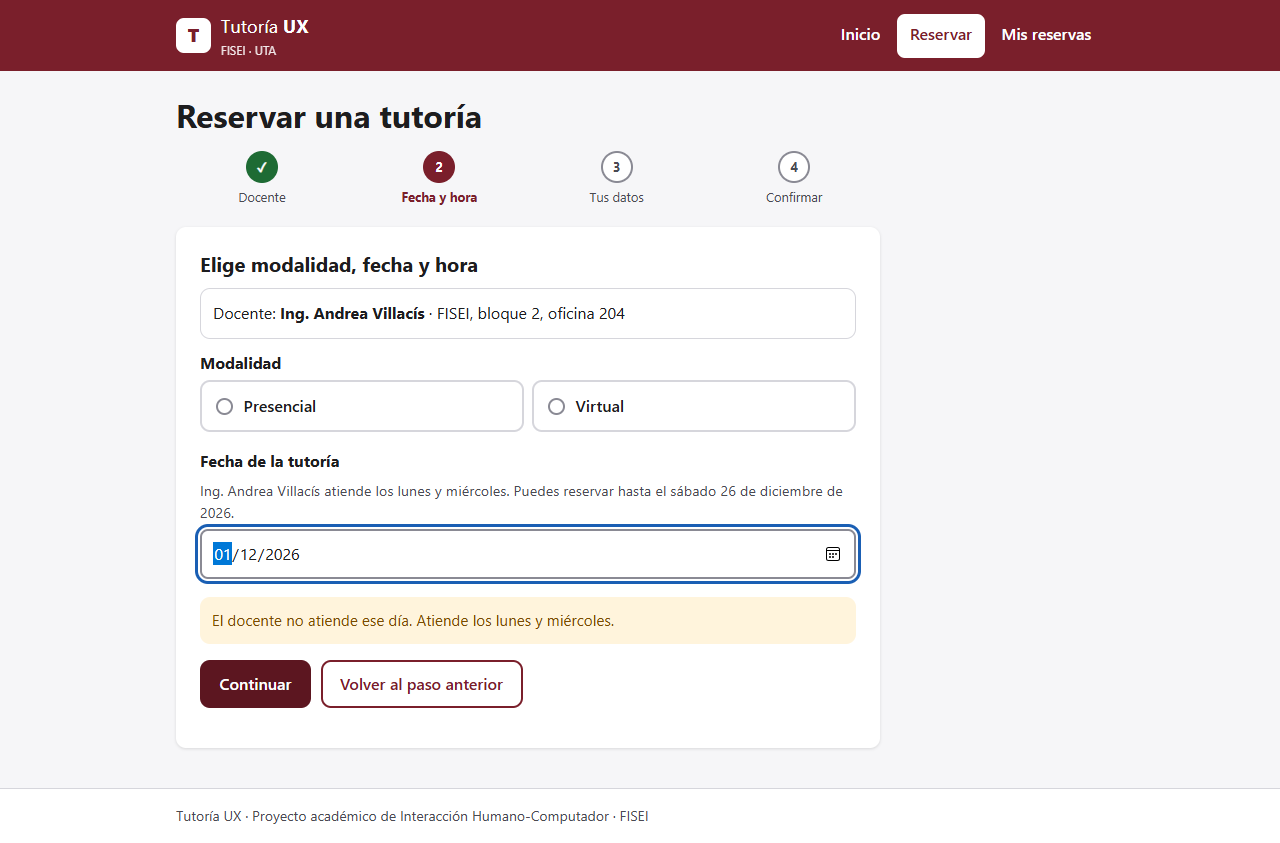 T
Tutoría UX
FISEI · UTA
Inicio
Reservar
Mis reservas
Reservar una tutoría
✓
Docente
2
Fecha y hora
3
Tus datos
4
Confirmar
Elige modalidad, fecha y hora
Docente: Ing. Andrea Villacís · FISEI, bloque 2, oficina 204
Modalidad
Presencial
Virtual
Fecha de la tutoría
Ing. Andrea Villacís atiende los lunes y miércoles. Puedes reservar hasta el sábado 26 de diciembre de
2026.
01/12/2026
El docente no atiende ese día. Atiende los lunes y miércoles.
Continuar
Volver al paso anterior
Tutoría UX · Proyecto académico de Interacción Humano-Computador · FISEI